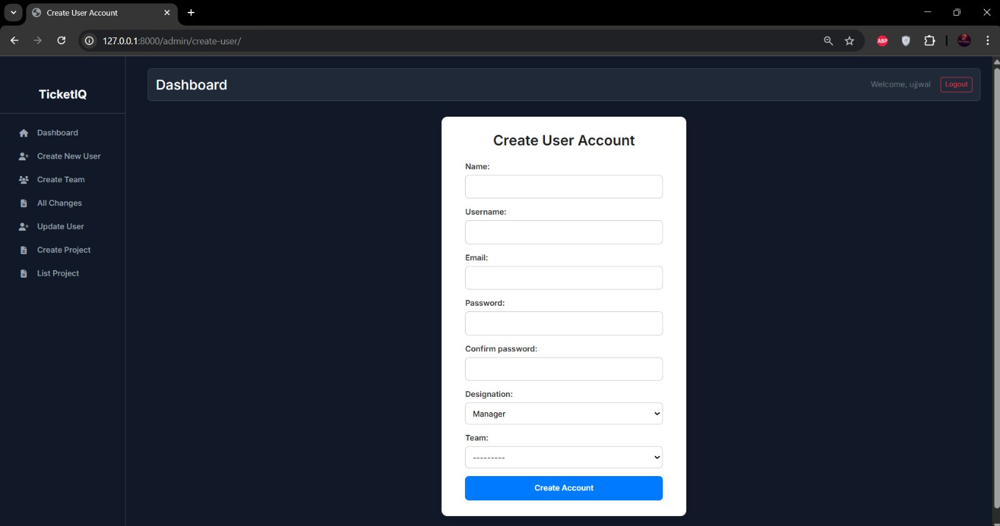 Create User Account
127.0.0.1:8000/admin/create-user/
ABP
TicketIQ
Dashboard
Create New User
Create Team
All Changes
Update User
Create Project
List Project
Dashboard
Welcome, ujjwal
Logout
Create User Account
Name:
Username:
Email:
Password:
Confirm password:
Designation:
Manager
Team:
---------
Create Account